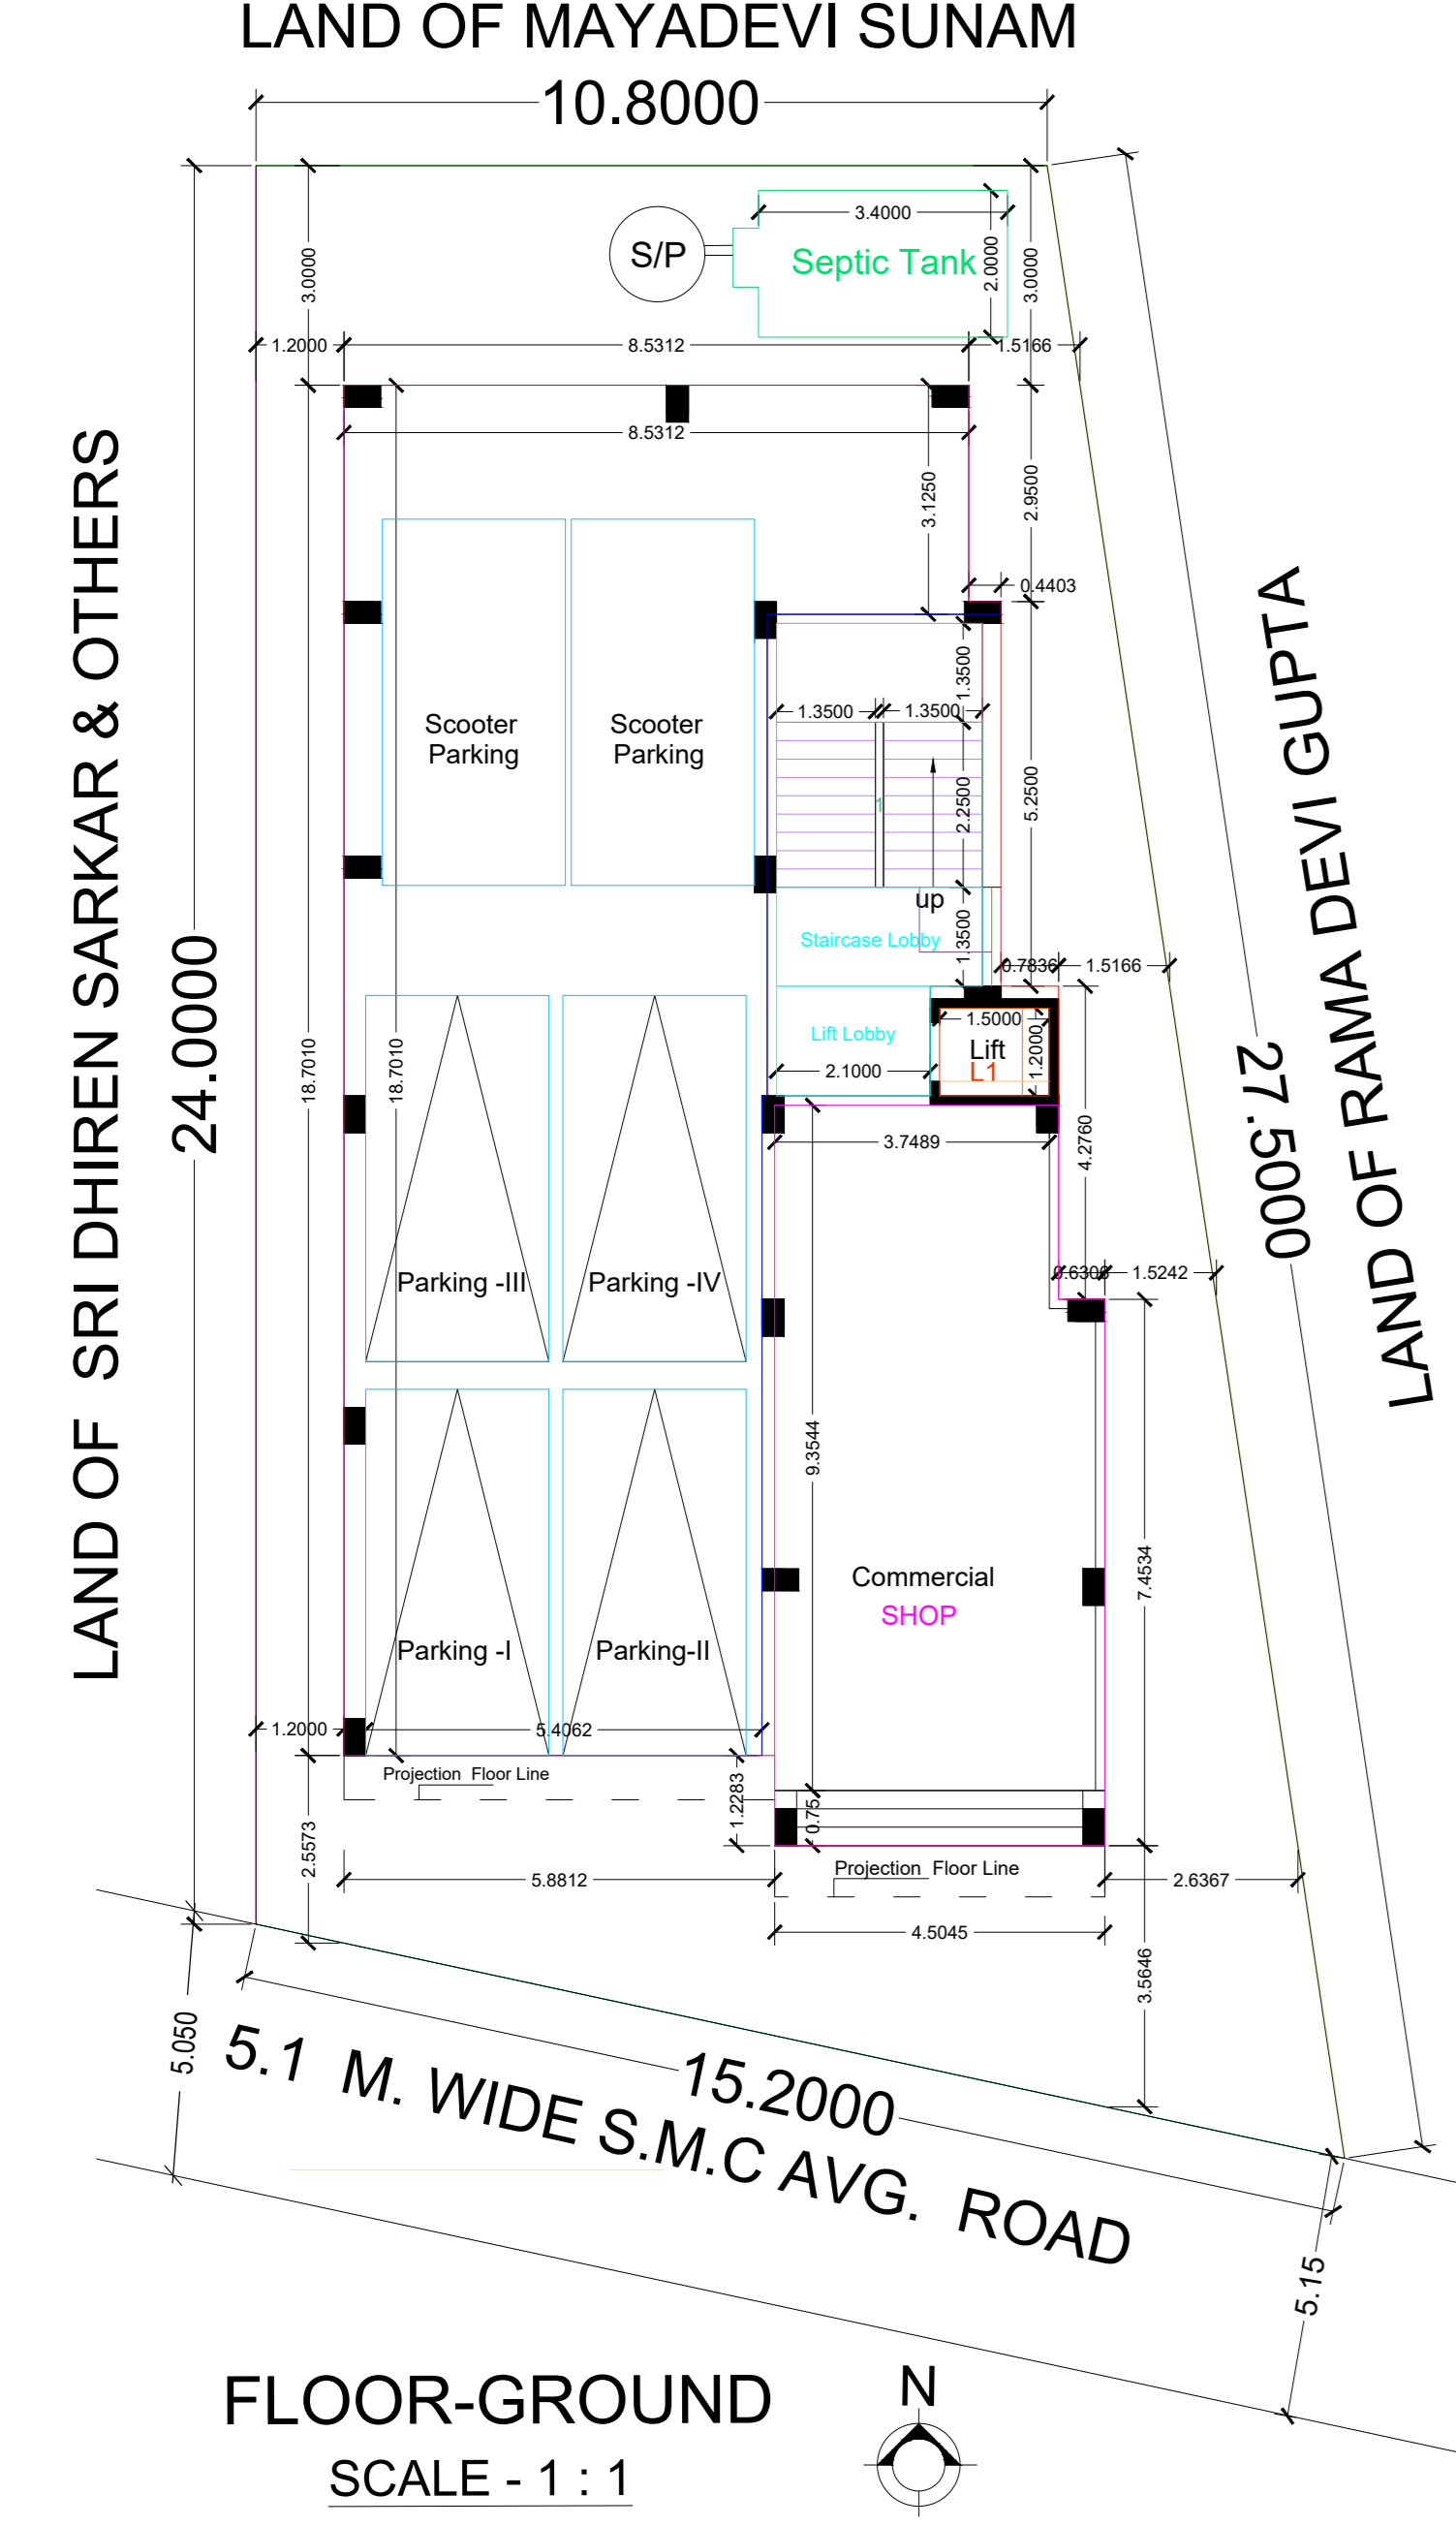 LAND OF MAYADEVI SUNAM
10.8000
3.4000
S/P
Septic Tank
2.0000
3.0000
3.0000
1.2000
8.5312
1.5166
8.5312
3.1250
2.9500
0.4403
LAND OF SRI DHIREN SARKAR & OTHERS
24.0000
18.7010
18.7010
Scooter
Parking
Scooter
Parking
1.3500
1.3500
1.3500
2.2500
1
5.2500
up
1.3500
Staircase Lobby
0.7836
1.5166
Lift Lobby
2.1000
1.5000
Lift
L1
1.2000
3.7489
4.2760
LAND OF RAMA DEVI GUPTA
27.5000
Parking -III
Parking -IV
0.6306
1.5242
9.3544
7.4534
Commercial
SHOP
Parking -I
Parking-II
1.2000
5.4062
Projection Floor Line
1.2283
0.75
2.5573
5.8812
Projection Floor Line
2.6367
4.5045
3.5646
5.050
15.2000
5.1 M. WIDE S.M.C AVG. ROAD
5.15
FLOOR-GROUND
SCALE - 1 : 1
N